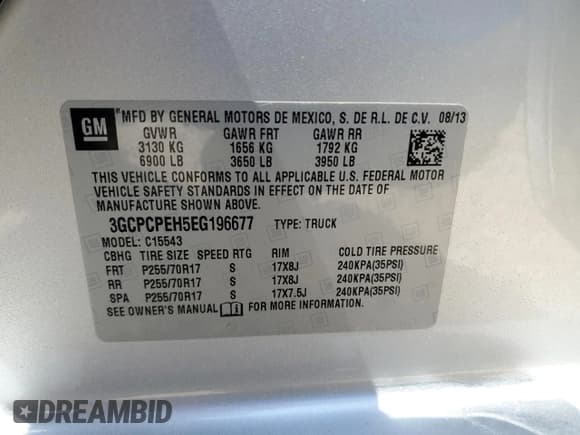 GM MFD BY GENERAL MOTORS DE MEXICO, S. DE R.L. DE C.V. 08/13
GVWR GAWR FRT GAWR RR
3130 KG 1656 KG 1792 KG
6900 LB 3650 LB 3950 LB
THIS VEHICLE CONFORMS TO ALL APPLICABLE U.S. FEDERAL MOTOR
VEHICLE SAFETY STANDARDS IN EFFECT ON THE DATE OF
MANUFACTURE SHOWN ABOVE.
3GCPCPEH5EG196677 TYPE: TRUCK
MODEL: C15543
CBHG TIRE SIZE SPEED RTG RIM COLD TIRE PRESSURE
FRT P255/70R17 S 17X8J 240KPA(35PSI)
RR P255/70R17 S 17X8J 240KPA(35PSI)
SPA P255/70R17 S 17X7.5J 240KPA(35PSI)
SEE OWNER'S MANUAL FOR MORE INFORMATION.
DREAMBID